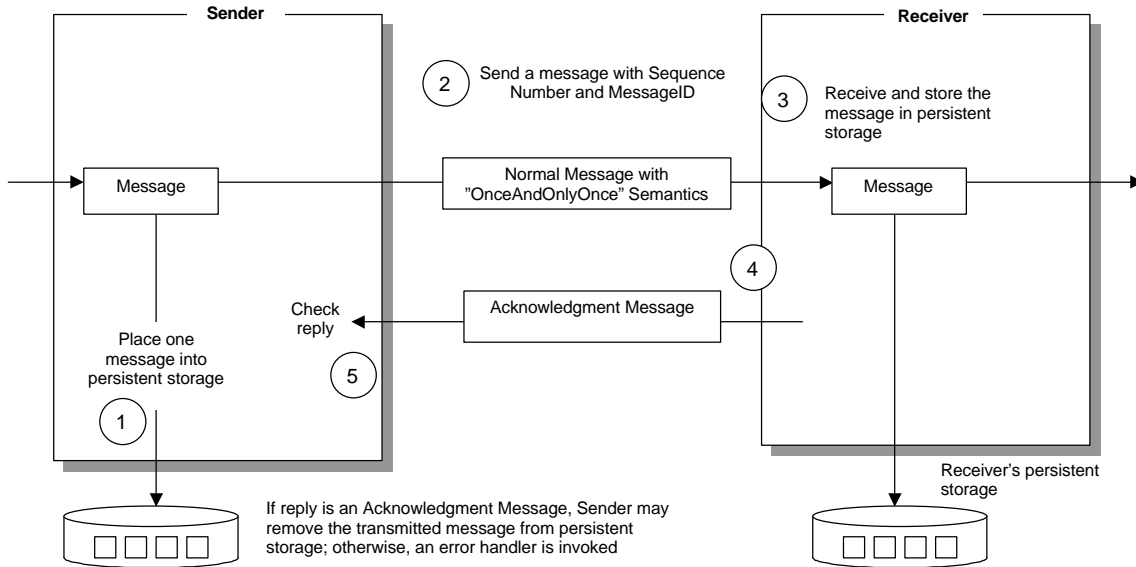 Sender
Receiver
2
Send a message with Sequence
Number and MessageID
3
Receive and store the
message in persistent
storage
Message
Normal Message with
”OnceAndOnlyOnce” Semantics
Message
4
Acknowledgment Message
Check
reply
5
Place one
message into
persistent storage
1
Receiver’s persistent
storage
If reply is an Acknowledgment Message, Sender may
remove the transmitted message from persistent
storage; otherwise, an error handler is invoked